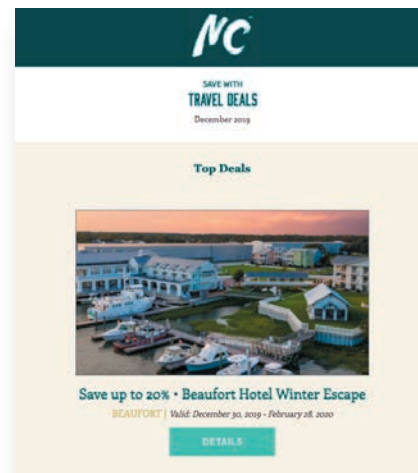 NC
SAVE WITH
TRAVEL DEALS
December 2019
Top Deals
Save up to 20% • Beaufort Hotel Winter Escape
BEAUFORT | Valid: December 30, 2019 - February 28, 2020
DETAILS